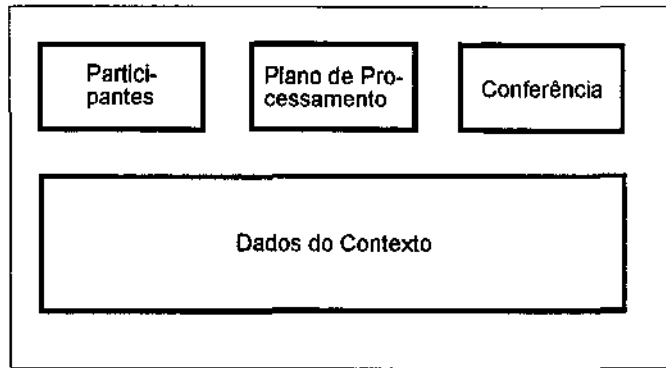 Partici-
pantes
Plano de Pro-
cessamento
Conferência
Dados do Contexto